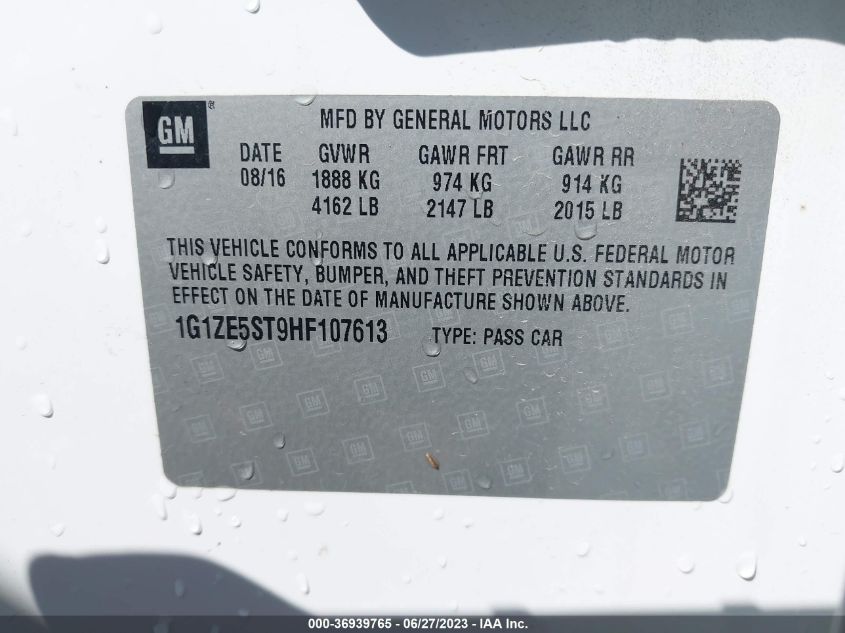 GM®
MFD BY GENERAL MOTORS LLC
DATE GVWR GAWR FRT GAWR RR
08/16 1888 KG 974 KG 914 KG
4162 LB 2147 LB 2015 LB
THIS VEHICLE CONFORMS TO ALL APPLICABLE U.S. FEDERAL MOTOR
VEHICLE SAFETY, BUMPER, AND THEFT PREVENTION STANDARDS IN
EFFECT ON THE DATE OF MANUFACTURE SHOWN ABOVE.
1G1ZE5ST9HF107613 TYPE: PASS CAR
000-36939765 - 06/27/2023 - IAA Inc.